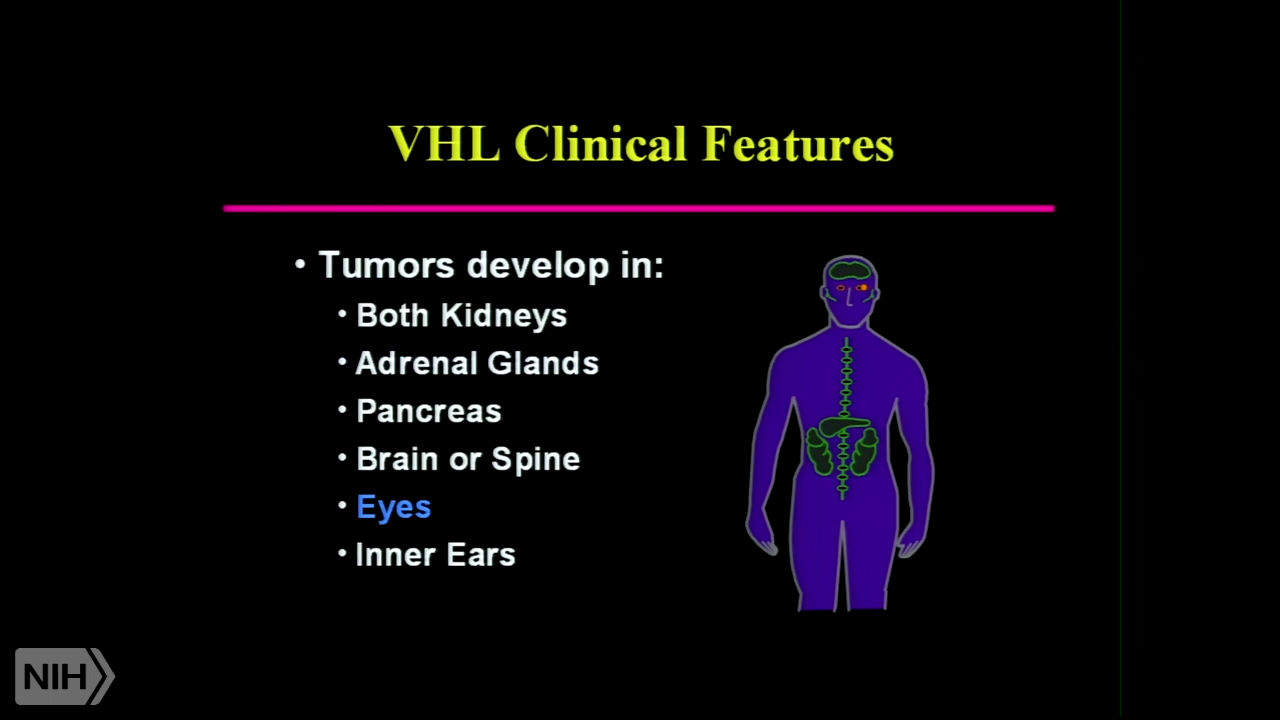 VHL Clinical Features
• Tumors develop in:
• Both Kidneys
• Adrenal Glands
• Pancreas
• Brain or Spine
• Eyes
• Inner Ears
NIH